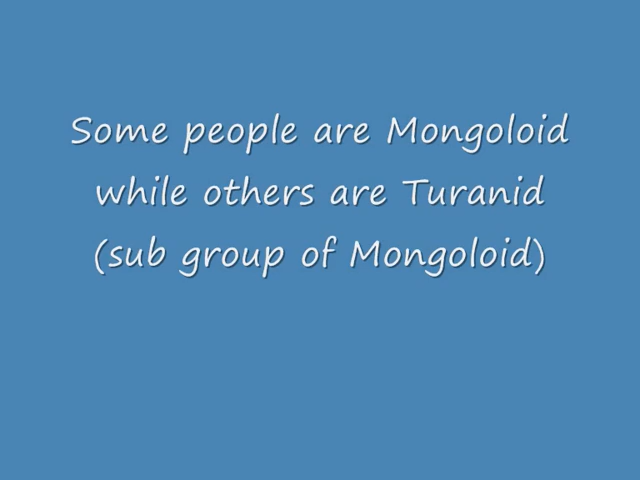 Some people are Mongoloid
while others are Turanid
(sub group of Mongoloid)